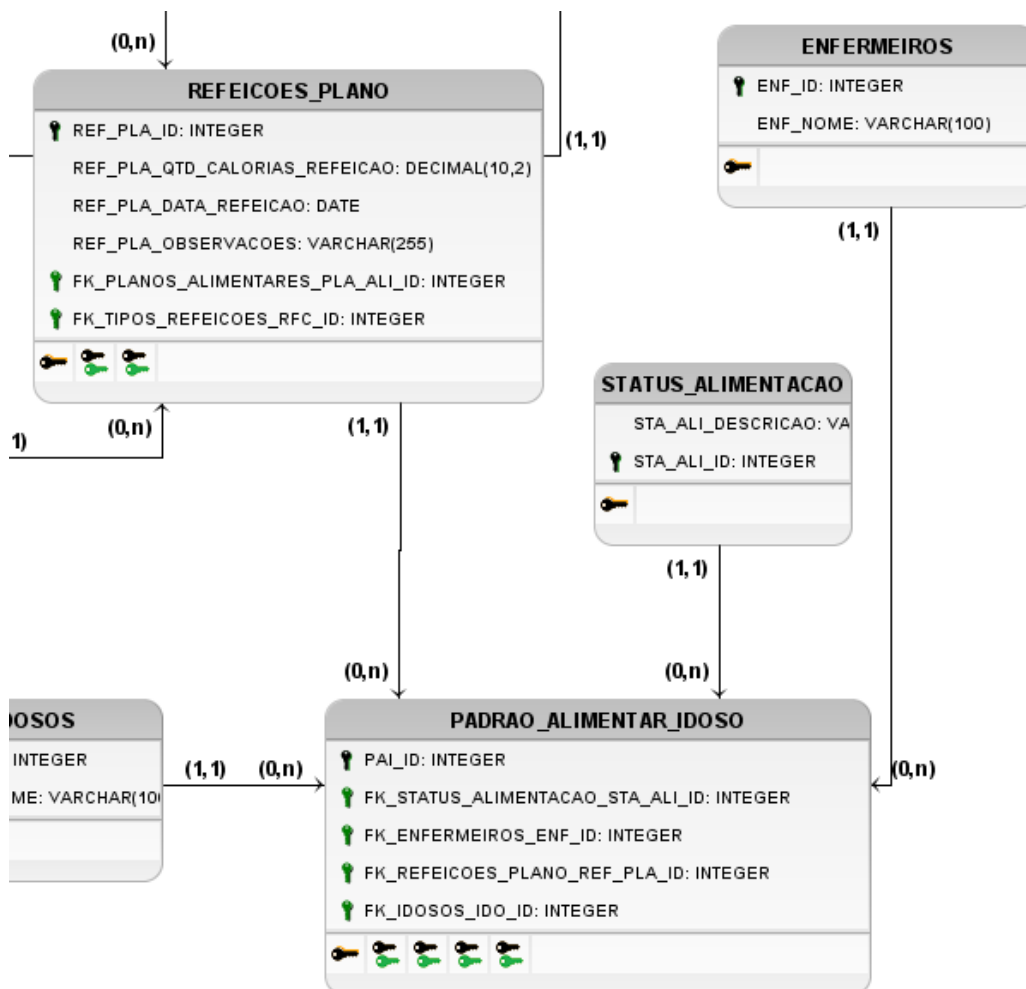 (0,n)
REFEICOES_PLANO
REF_PLA_ID: INTEGER
REF_PLA_QTD_CALORIAS_REFEICAO: DECIMAL(10,2)
REF_PLA_DATA_REFEICAO: DATE
REF_PLA_OBSERVACOES: VARCHAR(255)
FK_PLANOS_ALIMENTARES_PLA_ALI_ID: INTEGER
FK_TIPOS_REFEICOES_RFC_ID: INTEGER
(1,1)
ENFERMEIROS
ENF_ID: INTEGER
ENF_NOME: VARCHAR(100)
(1,1)
1)
(0,n)
(1,1)
STATUS_ALIMENTACAO
STA_ALI_DESCRICAO: VA
STA_ALI_ID: INTEGER
(1,1)
(0,n)
(0,n)
DOSOS
INTEGER
ME: VARCHAR(10
(1,1)
(0,n)
PADRAO_ALIMENTAR_IDOSO
PAI_ID: INTEGER
FK_STATUS_ALIMENTACAO_STA_ALI_ID: INTEGER
FK_ENFERMEIROS_ENF_ID: INTEGER
FK_REFEICOES_PLANO_REF_PLA_ID: INTEGER
FK_IDOSOS_IDO_ID: INTEGER
(0,n)